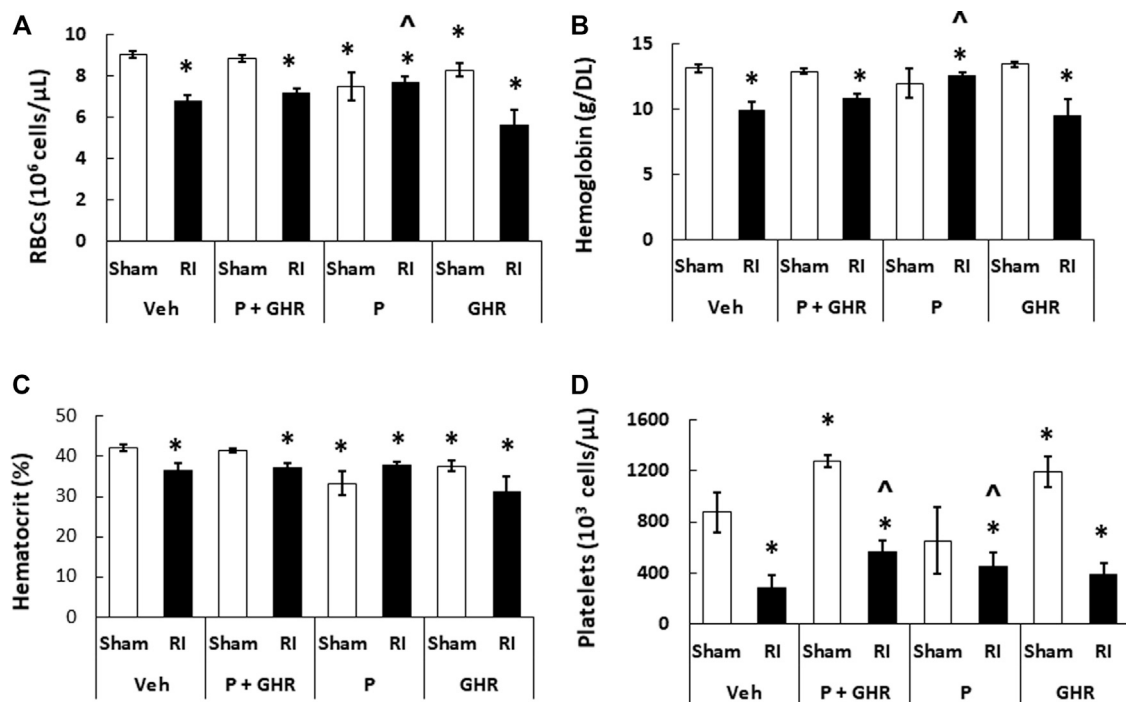 A
RBCs (10⁶ cells/µL)
10
8
6
4
2
0
* * * ^ * * *
Sham RI Sham RI Sham RI Sham RI
Veh P + GHR P GHR
B
Hemoglobin (g/DL)
15
10
5
0
* * ^ * *
Sham RI Sham RI Sham RI Sham RI
Veh P + GHR P GHR
C
Hematocrit (%)
50
40
30
20
10
0
* * * * * *
Sham RI Sham RI Sham RI Sham RI
Veh P + GHR P GHR
D
Platelets (10³ cells/µL)
1600
1200
800
400
0
* * ^ * ^ * * *
Sham RI Sham RI Sham RI Sham RI
Veh P + GHR P GHR